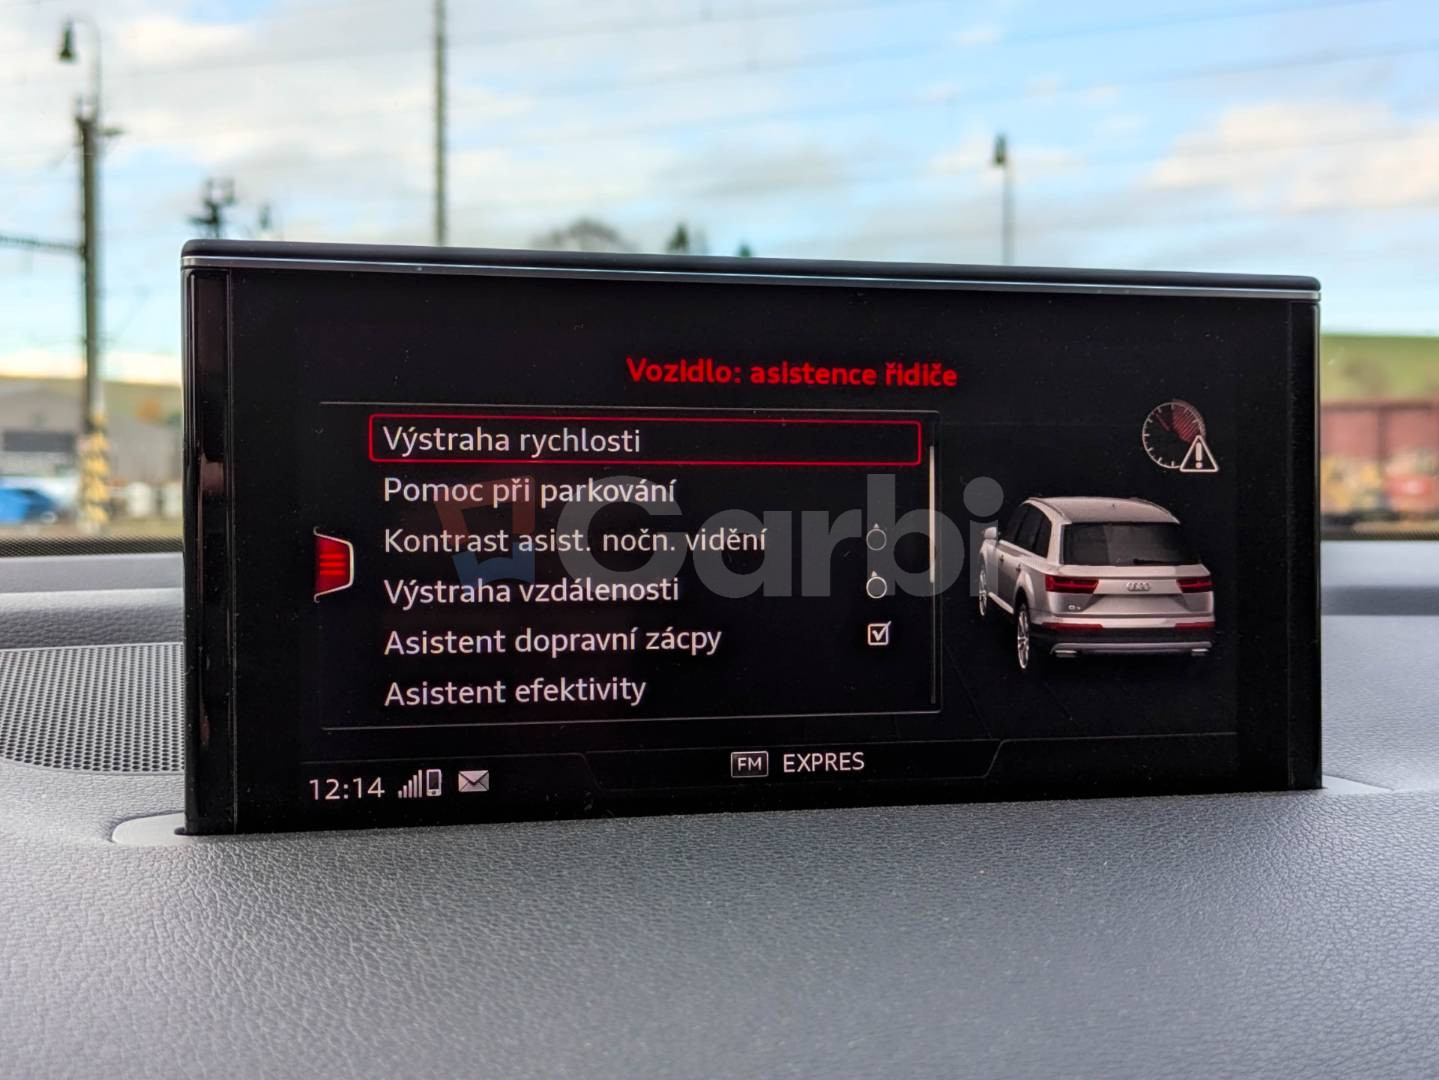 Vozidlo: asistence řidiče
Výstraha rychlosti
Pomoc při parkování
Kontrast asist. nočn. vidění
Výstraha vzdálenosti
Asistent dopravní zácpy
Asistent efektivity
12:14
FM EXPRES
Garbi